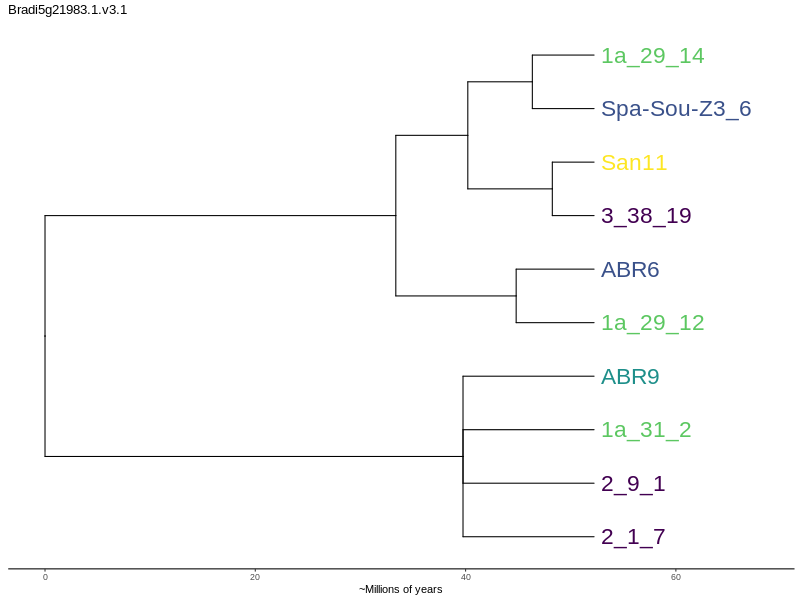 Bradi5g21983.1.v3.1
1a_29_14
Spa-Sou-Z3_6
San11
3_38_19
ABR6
1a_29_12
ABR9
1a_31_2
2_9_1
2_1_7
0 20 40 60
~Millions of years